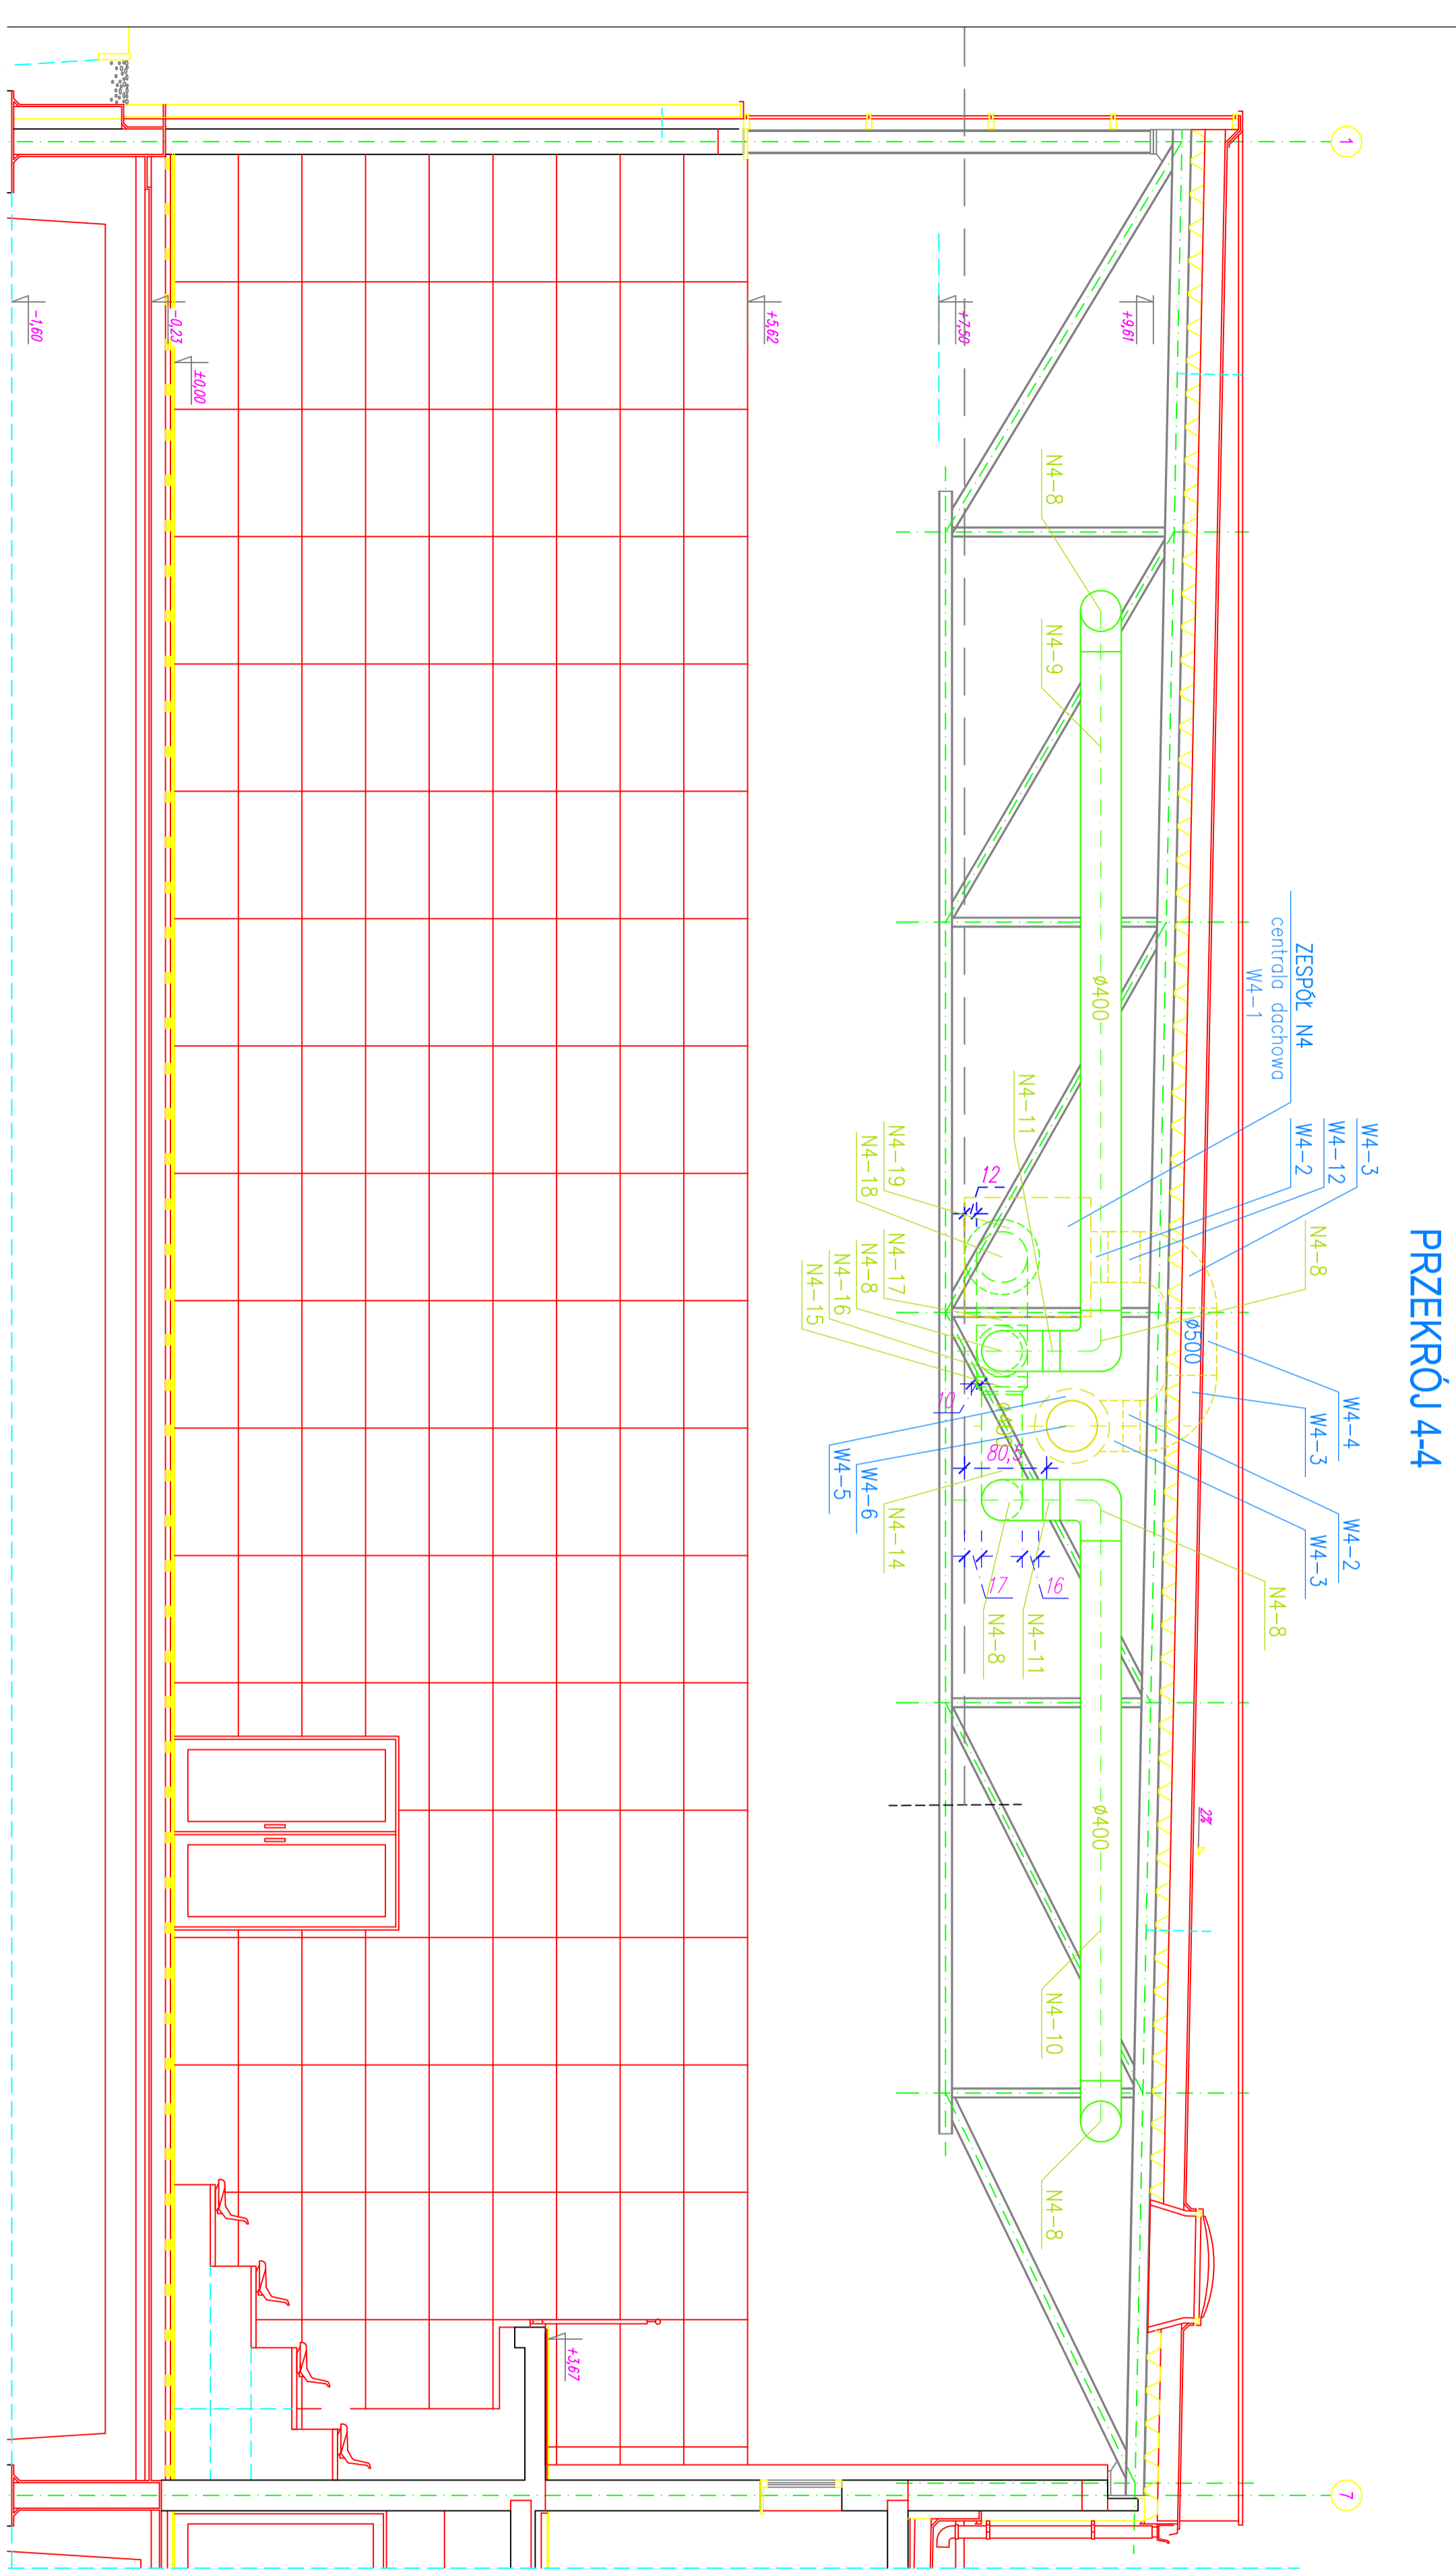 PRZEKRÓJ 4-4
1
7
ZESPÓŁ N4
centrala dachowa
W4-1
W4-3
W4-12
W4-2
N4-8
W4-4
W4-3
W4-2
W4-3
N4-8
ø500
2%
+9,61
+7,50
+5,62
±0,00
-0,23
-1,60
+3,67
N4-8
N4-9
ø400
N4-11
ø400
N4-10
N4-8
12
N4-19
N4-18
N4-17
N4-8
N4-16
N4-15
10
80,5
W4-6
W4-5
N4-14
17
16
N4-11
N4-8